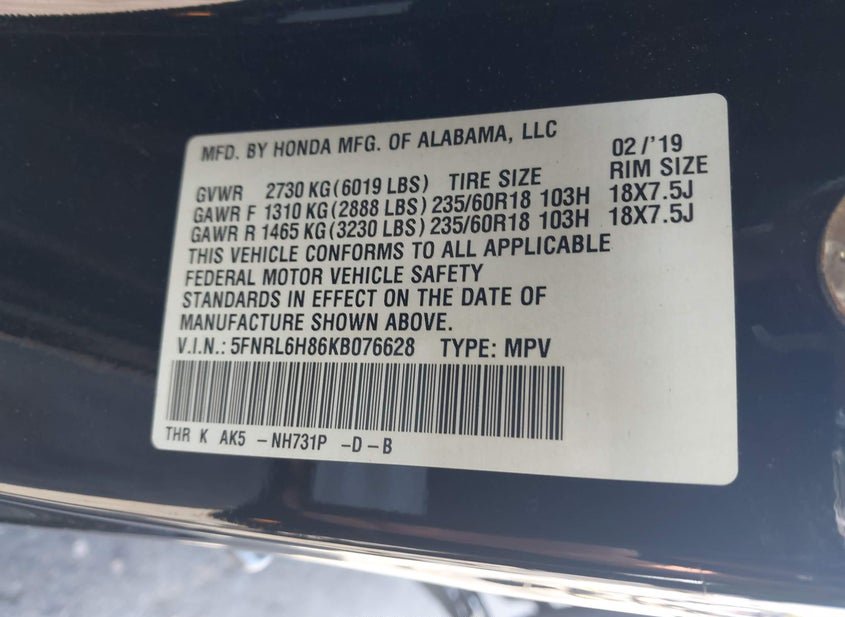 MFD. BY HONDA MFG. OF ALABAMA, LLC 02/'19
GVWR 2730 KG (6019 LBS) TIRE SIZE RIM SIZE
GAWR F 1310 KG (2888 LBS) 235/60R18 103H 18X7.5J
GAWR R 1465 KG (3230 LBS) 235/60R18 103H 18X7.5J
THIS VEHICLE CONFORMS TO ALL APPLICABLE
FEDERAL MOTOR VEHICLE SAFETY
STANDARDS IN EFFECT ON THE DATE OF
MANUFACTURE SHOWN ABOVE.
V.I.N.: 5FNRL6H86KB076628 TYPE: MPV
THR K AK5 -NH731P -D-B